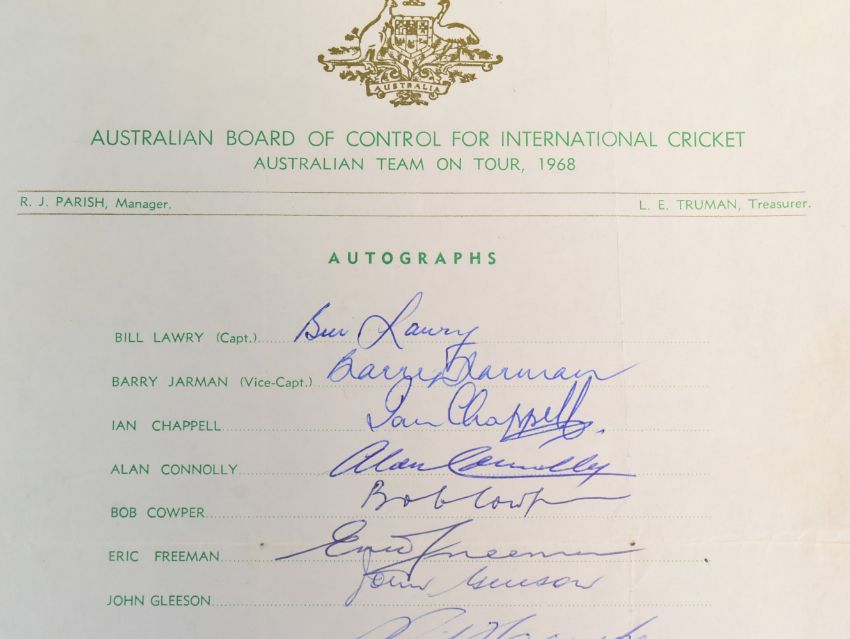 AUSTRALIA
AUSTRALIAN BOARD OF CONTROL FOR INTERNATIONAL CRICKET
AUSTRALIAN TEAM ON TOUR, 1968
R. J. PARISH, Manager. L. E. TRUMAN, Treasurer.
AUTOGRAPHS
BILL LAWRY (Capt.) Bill Lawry
BARRY JARMAN (Vice-Capt.) Barry Jarman
IAN CHAPPELL Ian Chappell
ALAN CONNOLLY Alan Connolly
BOB COWPER Bob Cowper
ERIC FREEMAN Eric Freeman
JOHN GLEESON John Gleeson